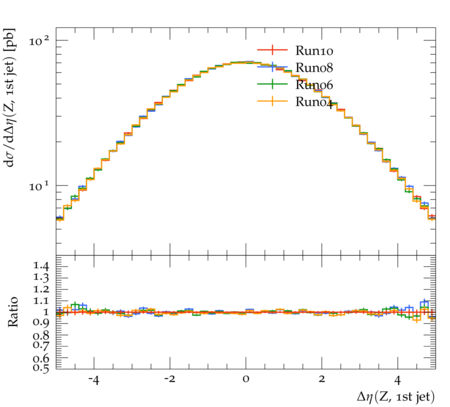 dσ/dΔη(Z, 1st jet) [pb]
10²
10¹
Run10
Run08
Run06
Run04
Ratio
1.4
1.3
1.2
1.1
1
0.9
0.8
0.7
0.6
0.5
-4 -2 0 2 4
Δη(Z, 1st jet)